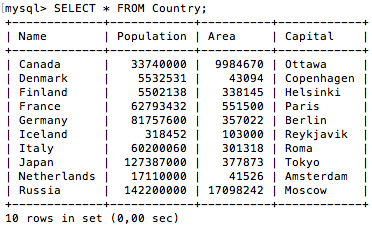 mysql> SELECT * FROM Country;
+-------------+------------+----------+------------+
| Name        | Population | Area     | Capital    |
+-------------+------------+----------+------------+
| Canada      |   33740000 |  9984670 | Ottawa     |
| Denmark     |    5532531 |    43094 | Copenhagen |
| Finland     |    5502138 |   338145 | Helsinki   |
| France      |   62793432 |   551500 | Paris      |
| Germany     |   81757600 |   357022 | Berlin     |
| Iceland     |     318452 |   103000 | Reykjavik  |
| Italy       |   60200060 |   301318 | Roma       |
| Japan       |  127387000 |   377873 | Tokyo      |
| Netherlands |   17110000 |    41526 | Amsterdam  |
| Russia      |  142200000 | 17098242 | Moscow     |
+-------------+------------+----------+------------+
10 rows in set (0,00 sec)